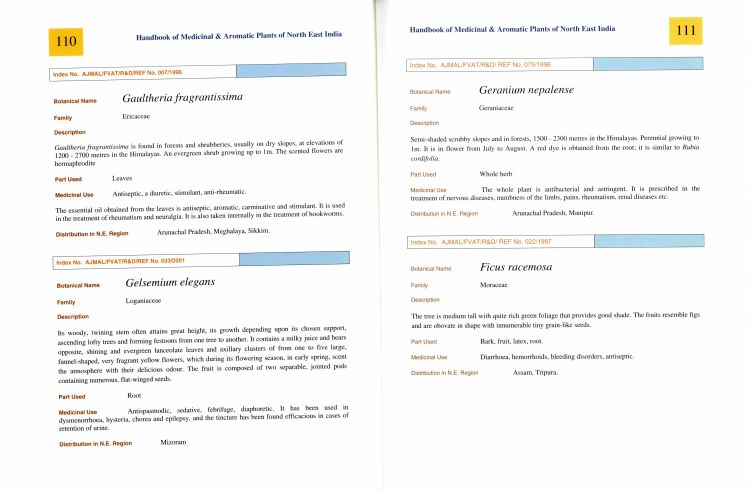 110
Handbook of Medicinal & Aromatic Plants of North East India
Index No. AJMAL/FVAT/R&D/REF No. 007/1996
Botanical Name Gaultheria fragrantissima
Family Ericaceae
Description
Gaultheria fragrantissima is found in forests and shrubberies, usually on dry slopes, at elevations of
1200 - 2700 metres in the Himalayas. An evergreen shrub growing up to 1m. The scented flowers are
hermaphrodite
Part Used Leaves
Medicinal Use Antiseptic, a diuretic, stimulant, anti-rheumatic.
The essential oil obtained from the leaves is antiseptic, aromatic, carminative and stimulant. It is used
in the treatment of rheumatism and neuralgia. It is also taken internally in the treatment of hookworms.
Distribution in N.E. Region Arunachal Pradesh, Meghalaya, Sikkim.
Index No. AJMAL/FVAT/R&D/REF No. 033/2001
Botanical Name Gelsemium elegans
Family Loganiaceae
Description
Its woody, twining stem often attains great height, its growth depending upon its chosen support,
ascending lofty trees and forming festoons from one tree to another. It contains a milky juice and bears
opposite, shining and evergreen lanceolate leaves and axillary clusters of from one to five large,
funnel-shaped, very fragrant yellow flowers, which during its flowering season, in early spring, scent
the atmosphere with their delicious odour. The fruit is composed of two separable, jointed pods
containing numerous, flat-winged seeds.
Part Used Root
Medicinal Use Antispasmodic, sedative, febrifuge, diaphoretic. It has been used in
dysmenorrhoea, hysteria, chorea and epilepsy, and the tincture has been found efficacious in cases of
retention of urine.
Distribution in N.E. Region Mizoram
Handbook of Medicinal & Aromatic Plants of North East India
111
Index No. AJMAL/FVAT/R&D/ REF No. 075/1996
Botanical Name Geranium nepalense
Family Geraniaceae
Description
Semi-shaded scrubby slopes and in forests, 1500 - 2300 metres in the Himalayas. Perennial growing to
1m. It is in flower from July to August. A red dye is obtained from the root; it is similar to Rubia
cordifolia.
Part Used Whole herb
Medicinal Use The whole plant is antibacterial and astringent. It is prescribed in the
treatment of nervous diseases, numbness of the limbs, pains, rheumatism, renal diseases etc.
Distribution in N.E. Region Arunachal Pradesh, Manipur.
Index No. AJMAL/FVAT/R&D/ REF No. 022/1997
Botanical Name Ficus racemosa
Family Moraceae
Description
The tree is medium tall with quite rich green foliage that provides good shade. The fruits resemble figs
and are obovate in shape with innumerable tiny grain-like seeds.
Part Used Bark, fruit, latex, root.
Medicinal Use Diarrhoea, hemorrhoids, bleeding disorders, antiseptic.
Distribution in N.E. Region Assam, Tripura.